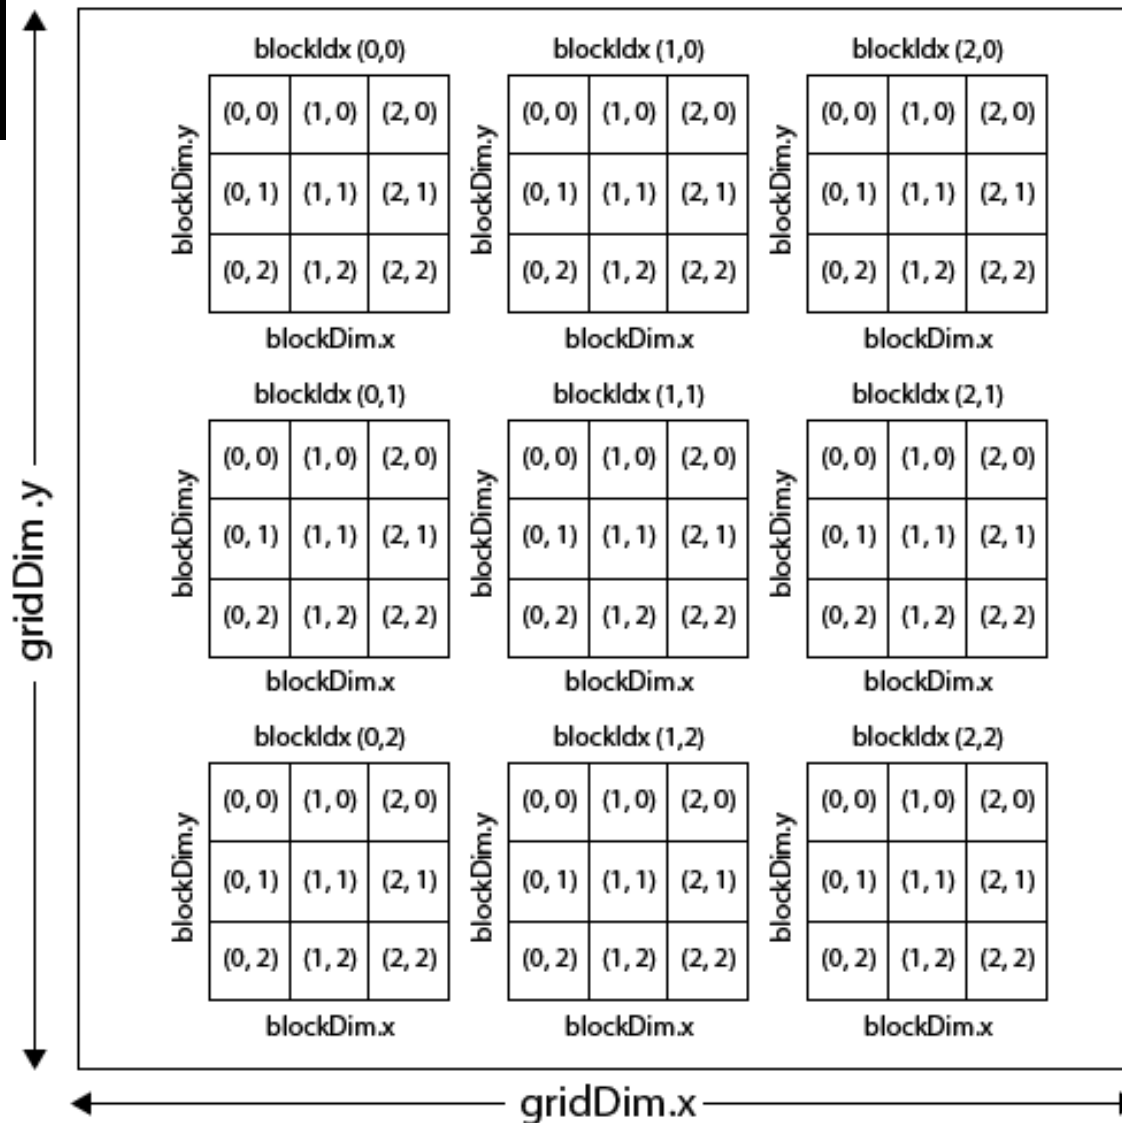 blockIdx (0,0) blockIdx (1,0) blockIdx (2,0)
(0, 0) (1, 0) (2, 0) (0, 0) (1, 0) (2, 0) (0, 0) (1, 0) (2, 0)
blockDim.y blockDim.y blockDim.y
(0, 1) (1, 1) (2, 1) (0, 1) (1, 1) (2, 1) (0, 1) (1, 1) (2, 1)
(0, 2) (1, 2) (2, 2) (0, 2) (1, 2) (2, 2) (0, 2) (1, 2) (2, 2)
blockDim.x blockDim.x blockDim.x
blockIdx (0,1) blockIdx (1,1) blockIdx (2,1)
(0, 0) (1, 0) (2, 0) (0, 0) (1, 0) (2, 0) (0, 0) (1, 0) (2, 0)
blockDim.y blockDim.y blockDim.y
(0, 1) (1, 1) (2, 1) (0, 1) (1, 1) (2, 1) (0, 1) (1, 1) (2, 1)
(0, 2) (1, 2) (2, 2) (0, 2) (1, 2) (2, 2) (0, 2) (1, 2) (2, 2)
blockDim.x blockDim.x blockDim.x
gridDim .y
blockIdx (0,2) blockIdx (1,2) blockIdx (2,2)
(0, 0) (1, 0) (2, 0) (0, 0) (1, 0) (2, 0) (0, 0) (1, 0) (2, 0)
blockDim.y blockDim.y blockDim.y
(0, 1) (1, 1) (2, 1) (0, 1) (1, 1) (2, 1) (0, 1) (1, 1) (2, 1)
(0, 2) (1, 2) (2, 2) (0, 2) (1, 2) (2, 2) (0, 2) (1, 2) (2, 2)
blockDim.x blockDim.x blockDim.x
gridDim.x